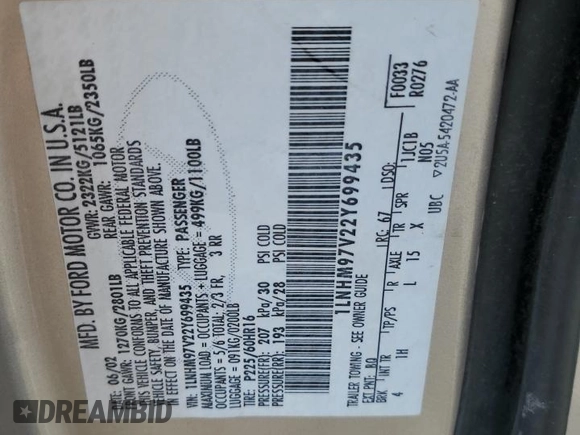 MFD. BY FORD MOTOR CO. IN U.S.A.
DATE: 06/02 GVWR: 2322KG/5121LB
FRONT GAWR: 1270KG/2801LB REAR GAWR: 1065KG/2350LB
THIS VEHICLE CONFORMS TO ALL APPLICABLE FEDERAL MOTOR
VEHICLE SAFETY, BUMPER, AND THEFT PREVENTION STANDARDS
IN EFFECT ON THE DATE OF MANUFACTURE SHOWN ABOVE.
VIN: 1LNHM97V22Y699435 TYPE: PASSENGER
MAXIMUM LOAD = OCCUPANTS + LUGGAGE = 499KG/1100LB
OCCUPANTS = 5/6 TOTAL: 2/3 FR, 3 RR
LUGGAGE = 091KG/0200LB
TIRE: P225/60HR16
PRESSURE(FR): 207 kPa/30 PSI COLD
PRESSURE(RR): 193 kPa/28 PSI COLD
1LNHM97V22Y699435
TRAILER TOWING - SEE OWNER GUIDE
F0033
R0276
EXT PNT: BQ RC: 67 DSO:
BRK INT TR TP/PS R AXLE TR SPR 1JC1B
4 1H L 15 X N05
UBC ▽2U5A-5420472-AA
DREAMBID